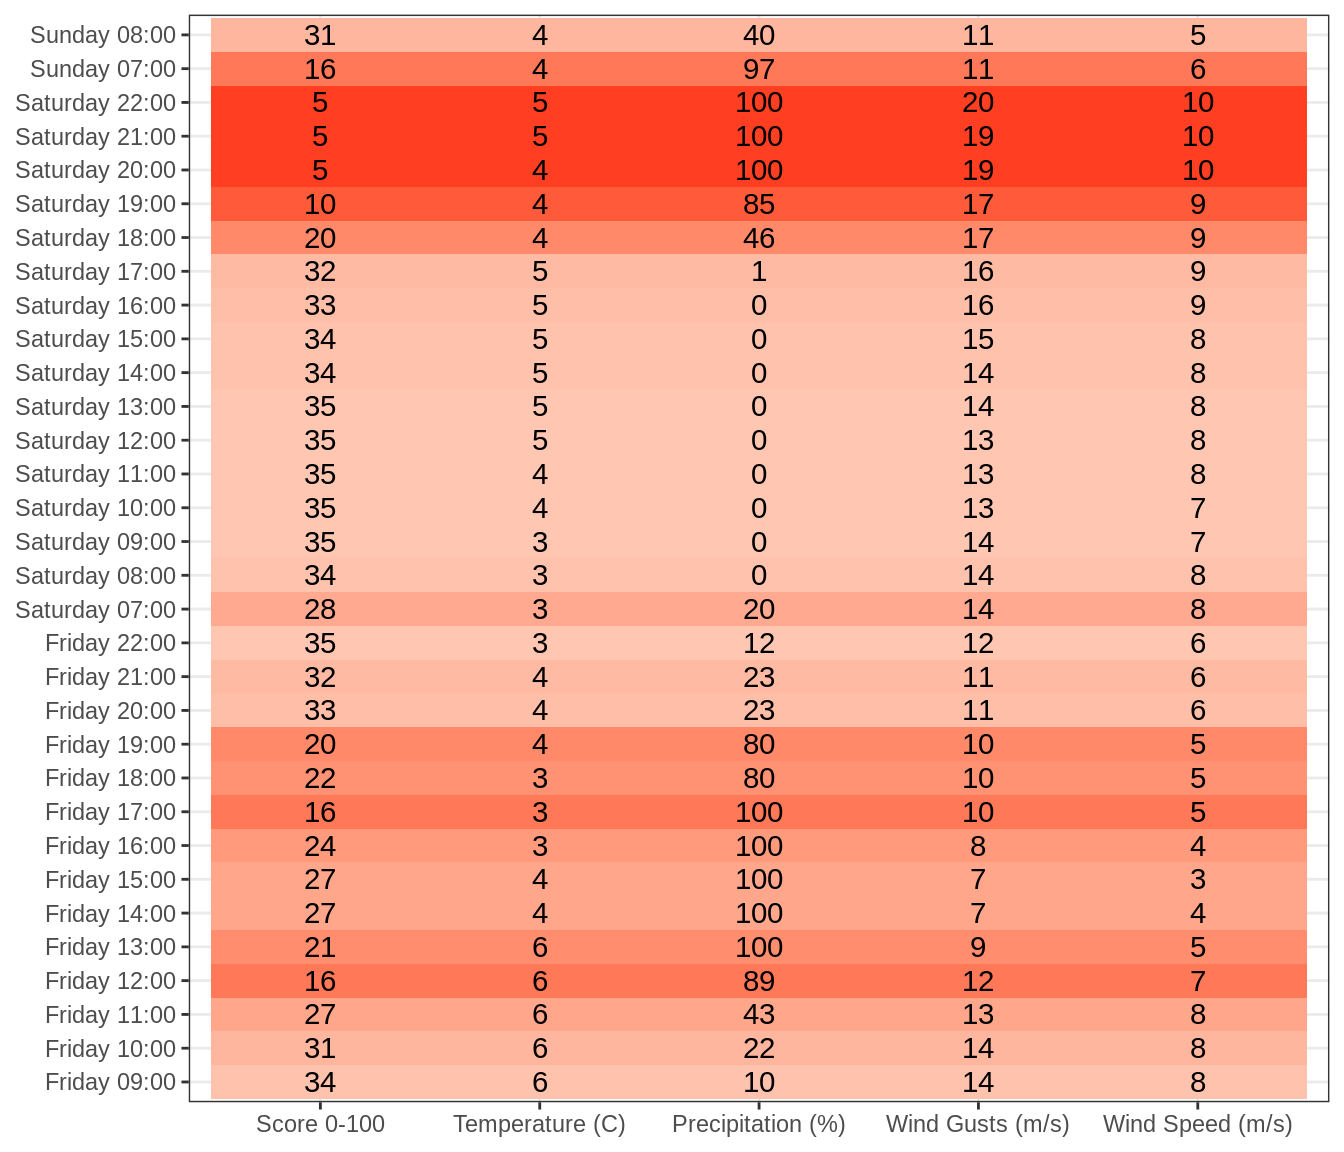 Sunday 08:00 31 4 40 11 5
Sunday 07:00 16 4 97 11 6
Saturday 22:00 5 5 100 20 10
Saturday 21:00 5 5 100 19 10
Saturday 20:00 5 4 100 19 10
Saturday 19:00 10 4 85 17 9
Saturday 18:00 20 4 46 17 9
Saturday 17:00 32 5 1 16 9
Saturday 16:00 33 5 0 16 9
Saturday 15:00 34 5 0 15 8
Saturday 14:00 34 5 0 14 8
Saturday 13:00 35 5 0 14 8
Saturday 12:00 35 5 0 13 8
Saturday 11:00 35 4 0 13 8
Saturday 10:00 35 4 0 13 7
Saturday 09:00 35 3 0 14 7
Saturday 08:00 34 3 0 14 8
Saturday 07:00 28 3 20 14 8
Friday 22:00 35 3 12 12 6
Friday 21:00 32 4 23 11 6
Friday 20:00 33 4 23 11 6
Friday 19:00 20 4 80 10 5
Friday 18:00 22 3 80 10 5
Friday 17:00 16 3 100 10 5
Friday 16:00 24 3 100 8 4
Friday 15:00 27 4 100 7 3
Friday 14:00 27 4 100 7 4
Friday 13:00 21 6 100 9 5
Friday 12:00 16 6 89 12 7
Friday 11:00 27 6 43 13 8
Friday 10:00 31 6 22 14 8
Friday 09:00 34 6 10 14 8
Score 0-100 Temperature (C) Precipitation (%) Wind Gusts (m/s) Wind Speed (m/s)